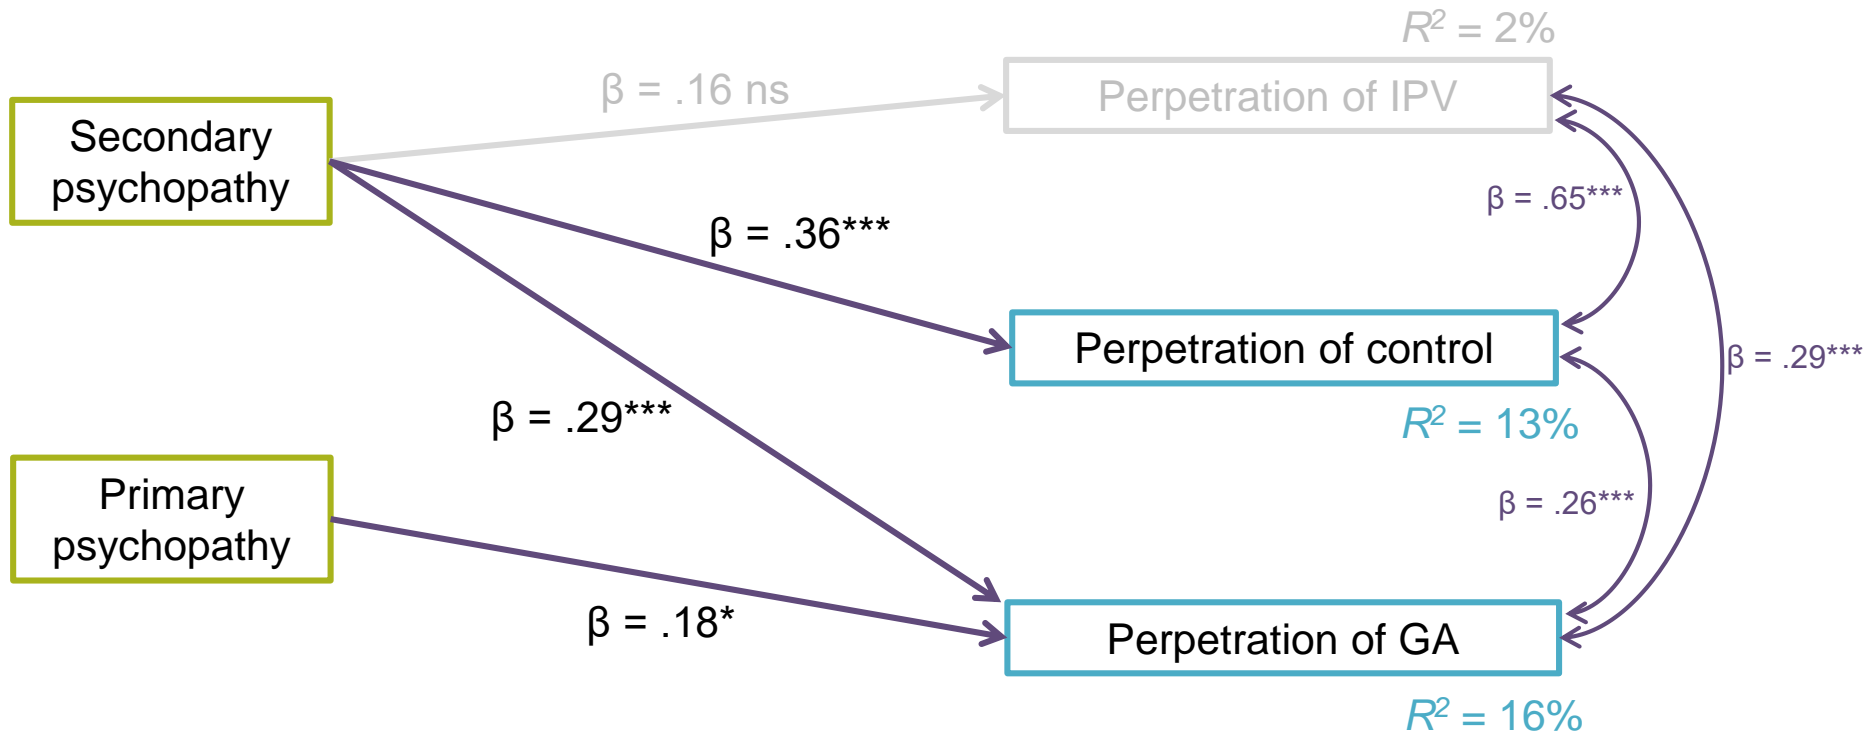 R² = 2%
β = .16 ns
Perpetration of IPV
Secondary
psychopathy
β = .65***
β = .36***
Perpetration of control
β = .29***
β = .29***
R² = 13%
Primary
psychopathy
β = .26***
β = .18*
Perpetration of GA
R² = 16%